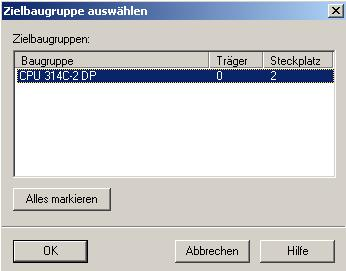 Zielbaugruppe auswählen
Zielbaugruppen:
Baugruppe Träger Steckplatz
CPU 314C-2 DP 0 2
Alles markieren
OK Abbrechen Hilfe